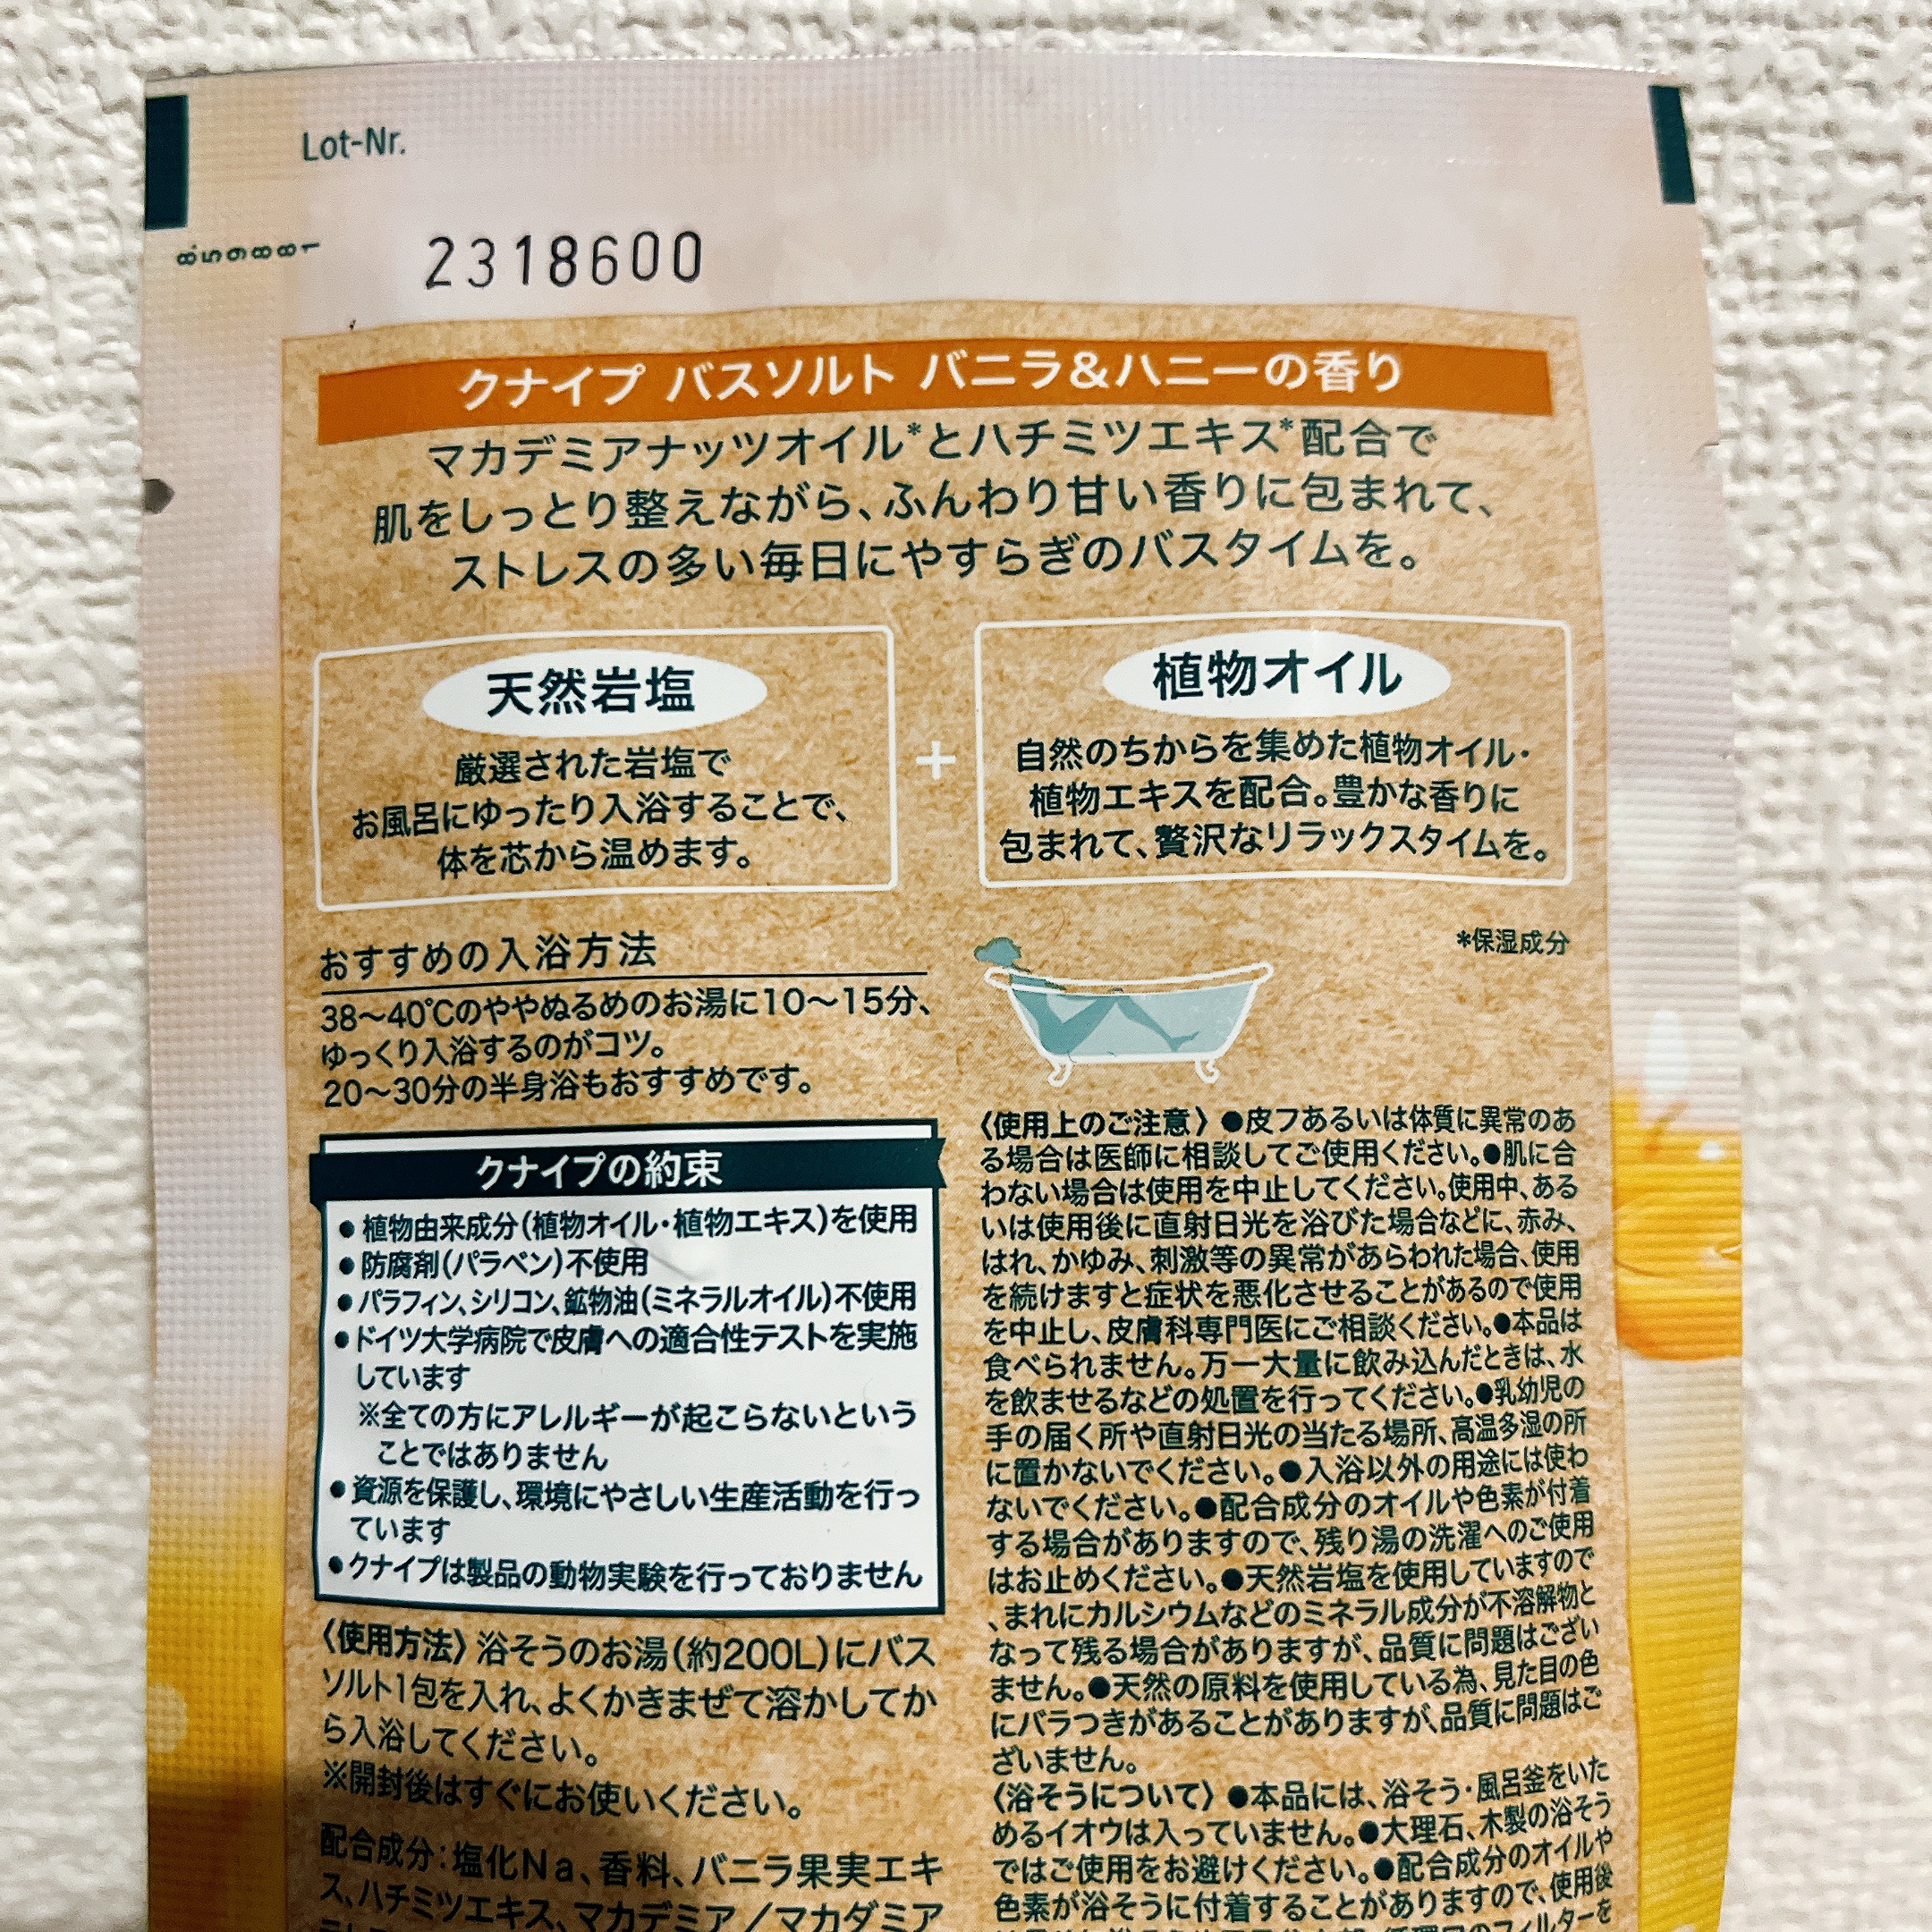 Lot-Nr.
2318600
8.59881
クナイプ バスソルト バニラ&ハニーの香り
マカデミアナッツオイル*とハチミツエキス*配合で
肌をしっとり整えながら、ふんわり甘い香りに包まれて、
ストレスの多い毎日にやすらぎのバスタイムを。
天然岩塩
厳選された岩塩で
お風呂にゆったり入浴することで、
体を芯から温めます。
+
植物オイル
自然のちからを集めた植物オイル・
植物エキスを配合。豊かな香りに
包まれて、贅沢なリラックスタイムを。
*保湿成分
おすすめの入浴方法
38〜40℃のややぬるめのお湯に10〜15分、
ゆっくり入浴するのがコツ。
20〜30分の半身浴もおすすめです。
クナイプの約束
●植物由来成分(植物オイル・植物エキス)を使用
●防腐剤(パラベン)不使用
●パラフィン、シリコン、鉱物油(ミネラルオイル)不使用
●ドイツ大学病院で皮膚への適合性テストを実施
しています
※全ての方にアレルギーが起こらないという
ことではありません
●資源を保護し、環境にやさしい生産活動を行っ
ています
●クナイプは製品の動物実験を行っておりません
〈使用方法〉浴そうのお湯(約200L)にバス
ソルト1包を入れ、よくかきまぜて溶かしてか
ら入浴してください。
※開封後はすぐにお使いください。
配合成分:塩化Na、香料、バニラ果実エキ
ス、ハチミツエキス、マカデミア/マカダミア
〈使用上のご注意〉●皮フあるいは体質に異常のあ
る場合は医師に相談してご使用ください。●肌に合
わない場合は使用を中止してください。使用中、ある
いは使用後に直射日光を浴びた場合などに、赤み、
はれ、かゆみ、刺激等の異常があらわれた場合、使用
を続けますと症状を悪化させることがあるので使用
を中止し、皮膚科専門医にご相談ください。●本品は
食べられません。万一大量に飲み込んだときは、水
を飲ませるなどの処置を行ってください。●乳幼児の
手の届く所や直射日光の当たる場所、高温多湿の所
に置かないでください。●入浴以外の用途には使わ
ないでください。●配合成分のオイルや色素が付着
する場合がありますので、残り湯の洗濯へのご使用
はお止めください。●天然岩塩を使用していますので
、まれにカルシウムなどのミネラル成分が不溶解物と
なって残る場合がありますが、品質に問題はござい
ません。●天然の原料を使用している為、見た目の色
にバラつきがあることがありますが、品質に問題はご
ざいません。
〈浴そうについて〉●本品には、浴そう・風呂釜をいた
めるイオウは入っていません。●大理石、木製の浴そう
ではご使用をお避けください。●配合成分のオイルや
色素が浴そうに付着することがありますので、使用後
のフィルターを